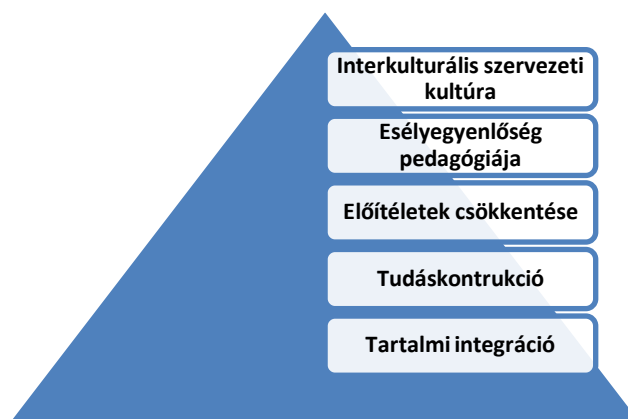 Interkulturális szervezeti
kultúra
Esélyegyenlőség
pedagógiája
Előítéletek csökkentése
Tudáskontrukció
Tartalmi integráció